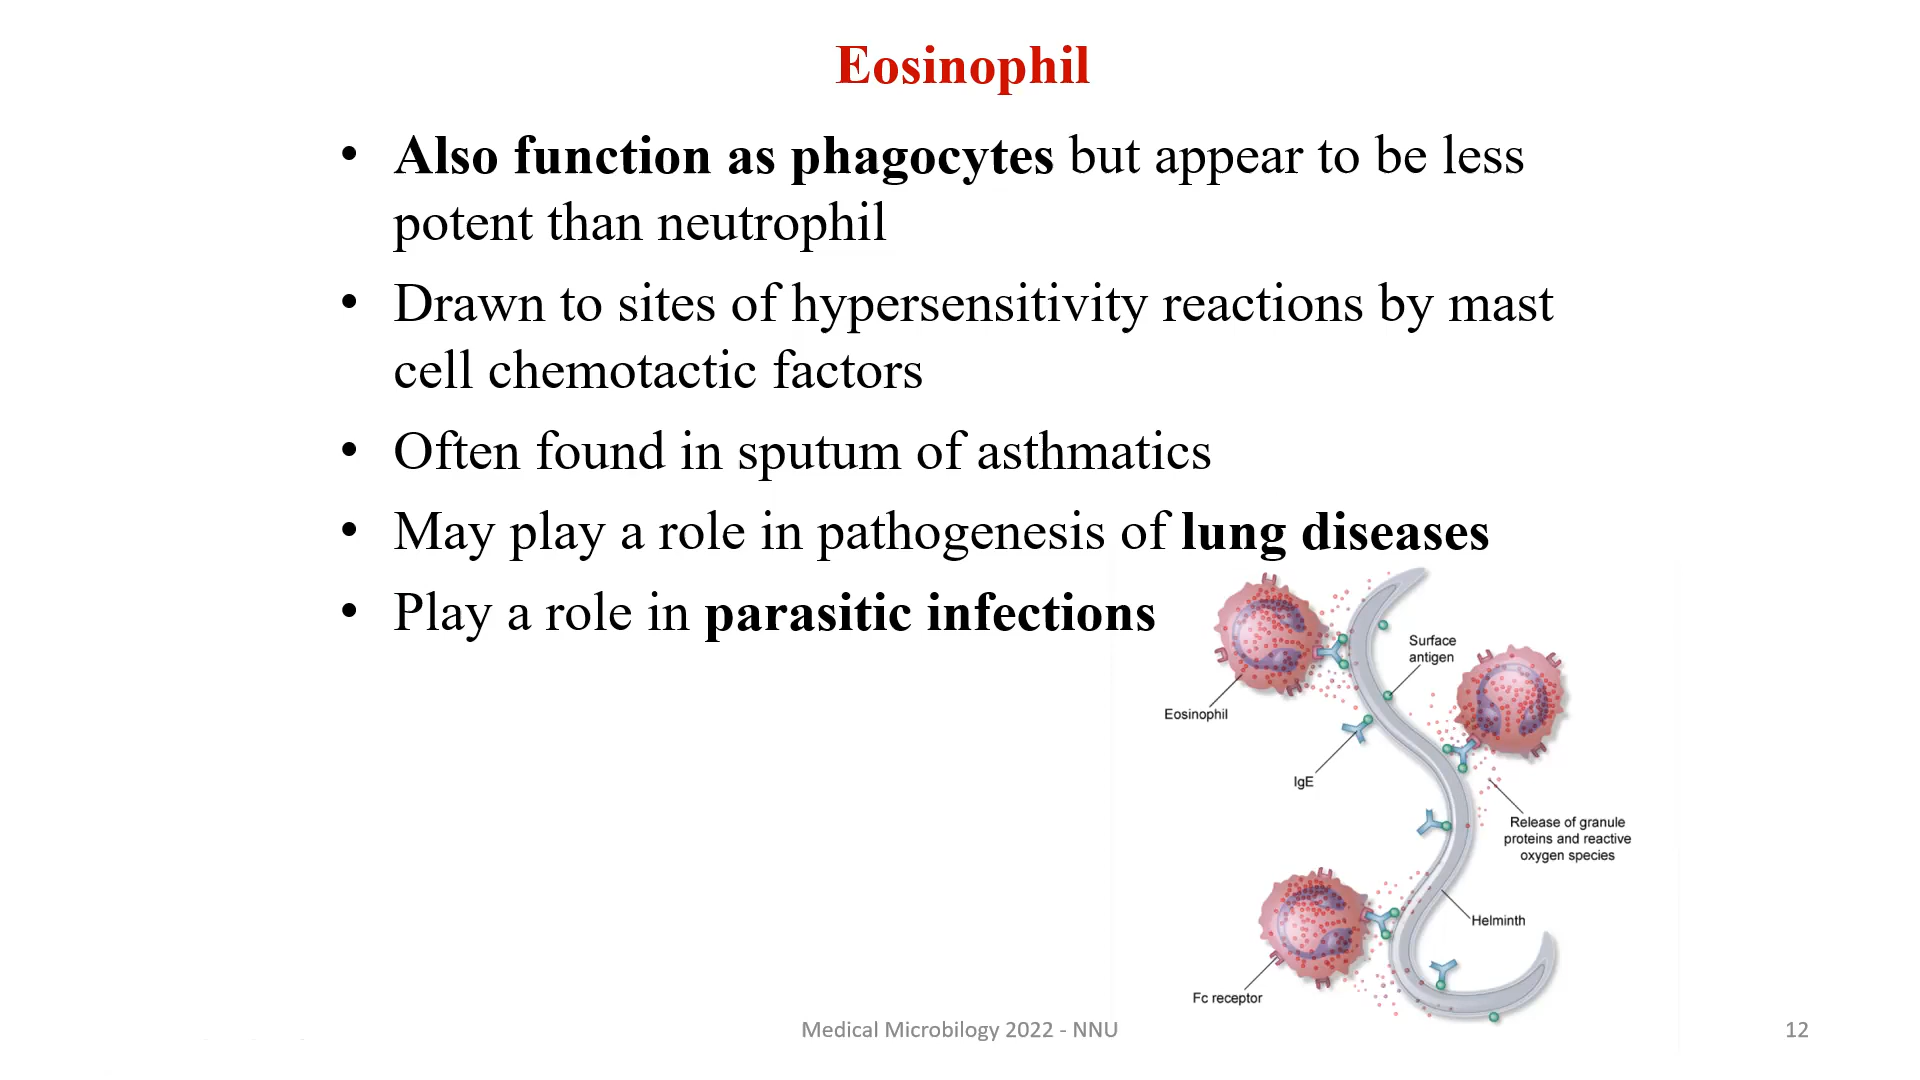 Eosinophil
• Also function as phagocytes but appear to be less
potent than neutrophil
• Drawn to sites of hypersensitivity reactions by mast
cell chemotactic factors
• Often found in sputum of asthmatics
• May play a role in pathogenesis of lung diseases
• Play a role in parasitic infections
Surface
antigen
Eosinophil
IgE
Release of granule
proteins and reactive
oxygen species
Helminth
Fc receptor
Medical Microbilogy 2022 - NNU
12